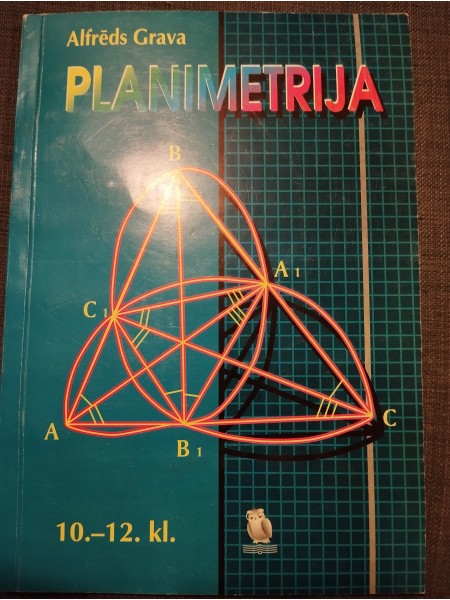 Alfrēds Grava
PLANIMETRIJA
B
A1
C1
A
B1
C
10.–12. kl.